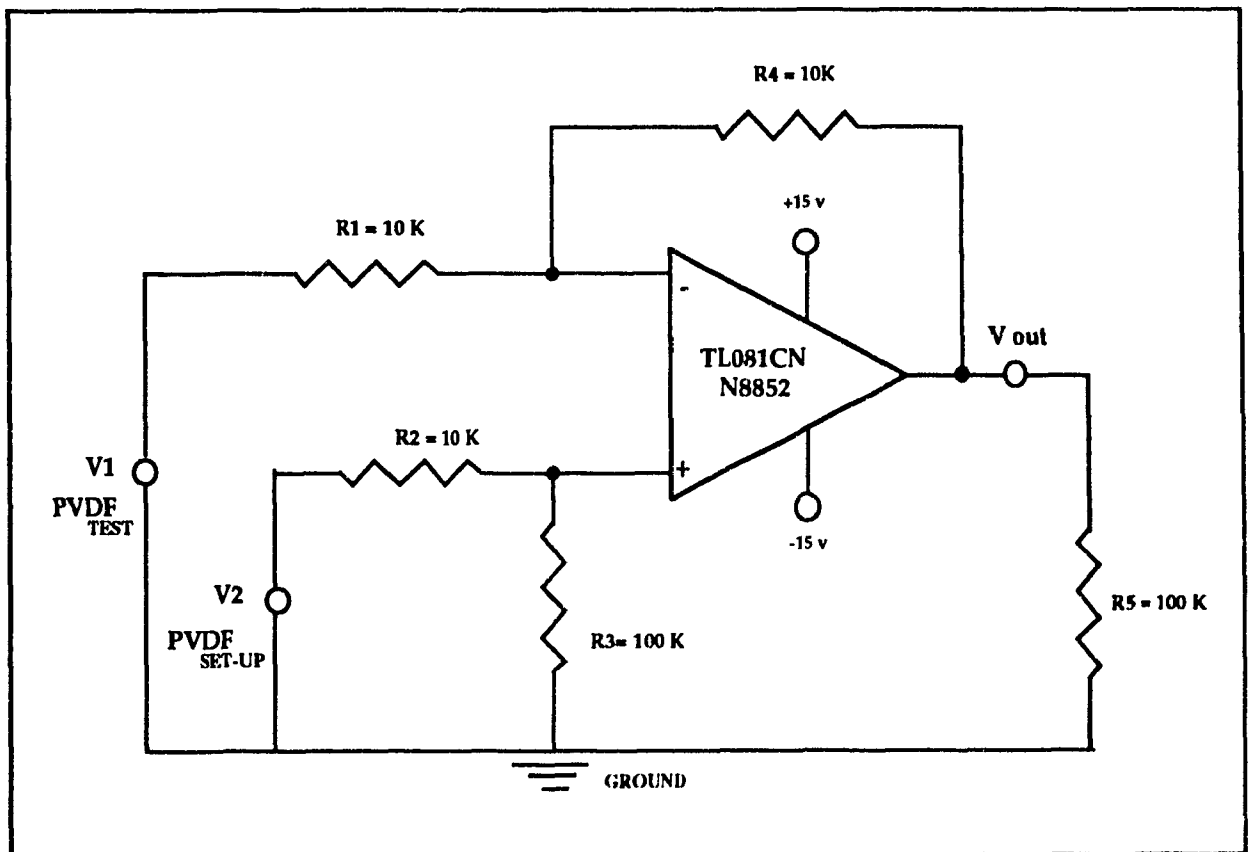 R4 = 10K
+15 v
R1 = 10 K
-
TL081CN
N8852
V out
R2 = 10 K
+
-15 v
V1
PVDF
TEST
V2
PVDF
SET-UP
R3= 100 K
R5 = 100 K
GROUND